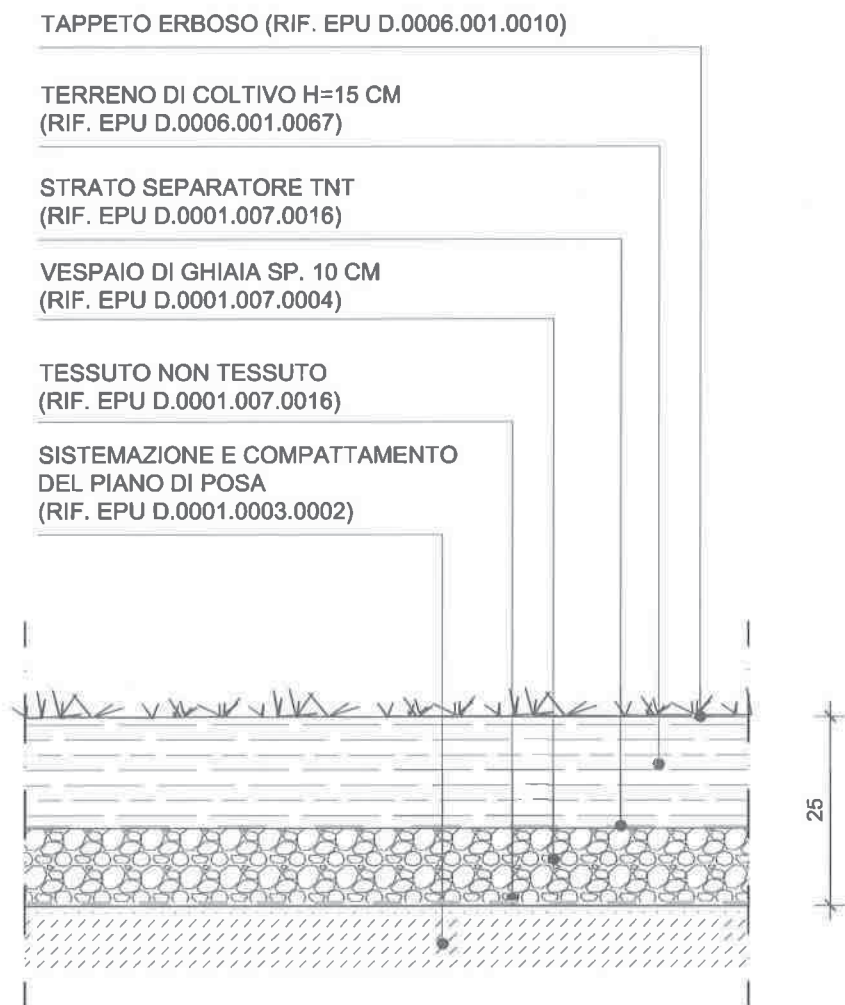 TAPPETO ERBOSO (RIF. EPU D.0006.001.0010)
TERRENO DI COLTIVO H=15 CM
(RIF. EPU D.0006.001.0067)
STRATO SEPARATORE TNT
(RIF. EPU D.0001.007.0016)
VESPAIO DI GHIAIA SP. 10 CM
(RIF. EPU D.0001.007.0004)
TESSUTO NON TESSUTO
(RIF. EPU D.0001.007.0016)
SISTEMAZIONE E COMPATTAMENTO
DEL PIANO DI POSA
(RIF. EPU D.0001.0003.0002)
25